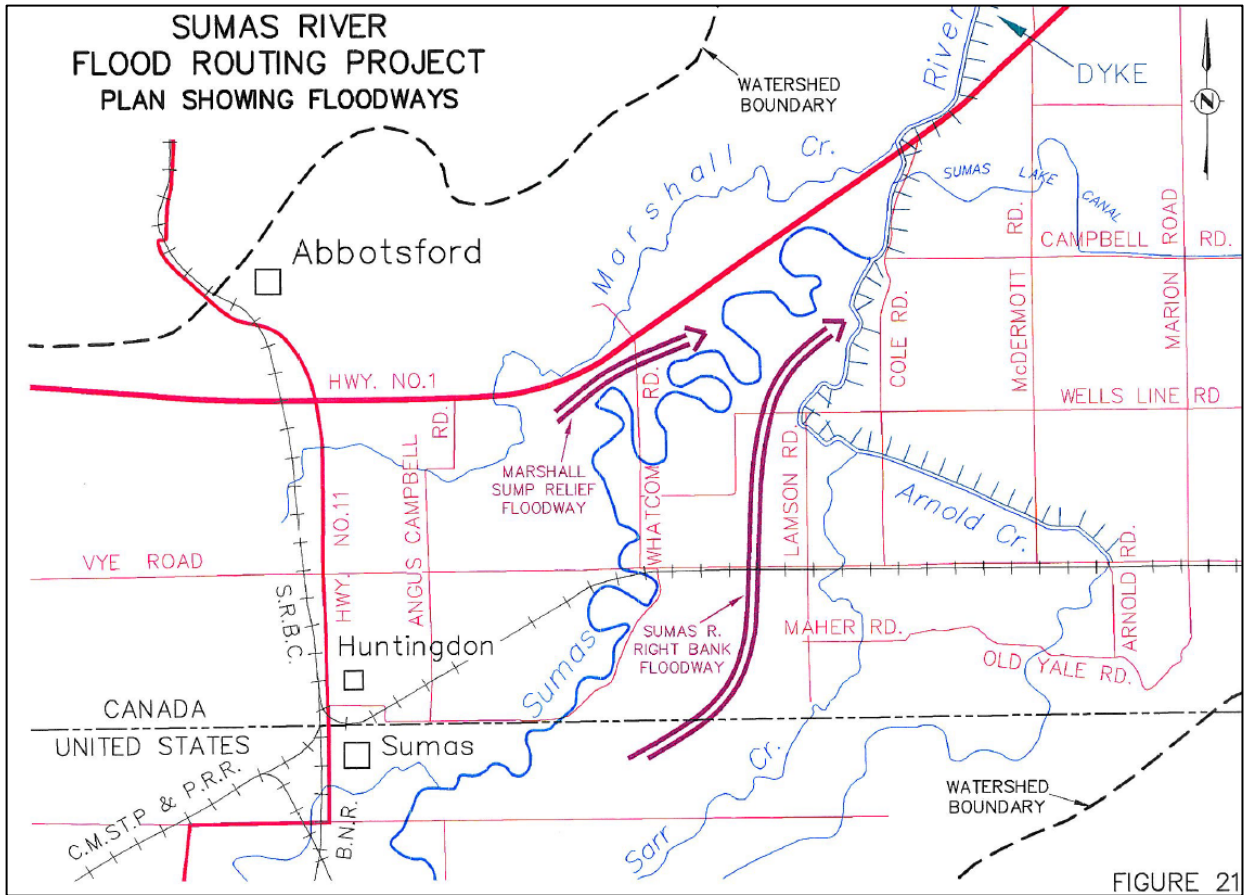 SUMAS RIVER
FLOOD ROUTING PROJECT
PLAN SHOWING FLOODWAYS
WATERSHED
BOUNDARY
River
DYKE
N
Marshall Cr.
SUMAS LAKE CANAL
Abbotsford
CAMPBELL RD.
McDERMOTT RD.
MARION ROAD
COLE RD.
HWY. NO.1
WELLS LINE RD
ANGUS CAMPBELL RD.
MARSHALL
SUMP RELIEF
FLOODWAY
WHATCOM RD.
LAMSON RD.
Arnold Cr.
VYE ROAD
HWY. NO.11
S.R.B.C.
ARNOLD RD.
SUMAS R.
RIGHT BANK
FLOODWAY
MAHER RD.
OLD YALE RD.
Huntingdon
Sumas
CANADA
UNITED STATES
Sumas
C.M.ST.P & P.R.R.
B.N.R.
Sarr Cr.
WATERSHED
BOUNDARY
FIGURE 21